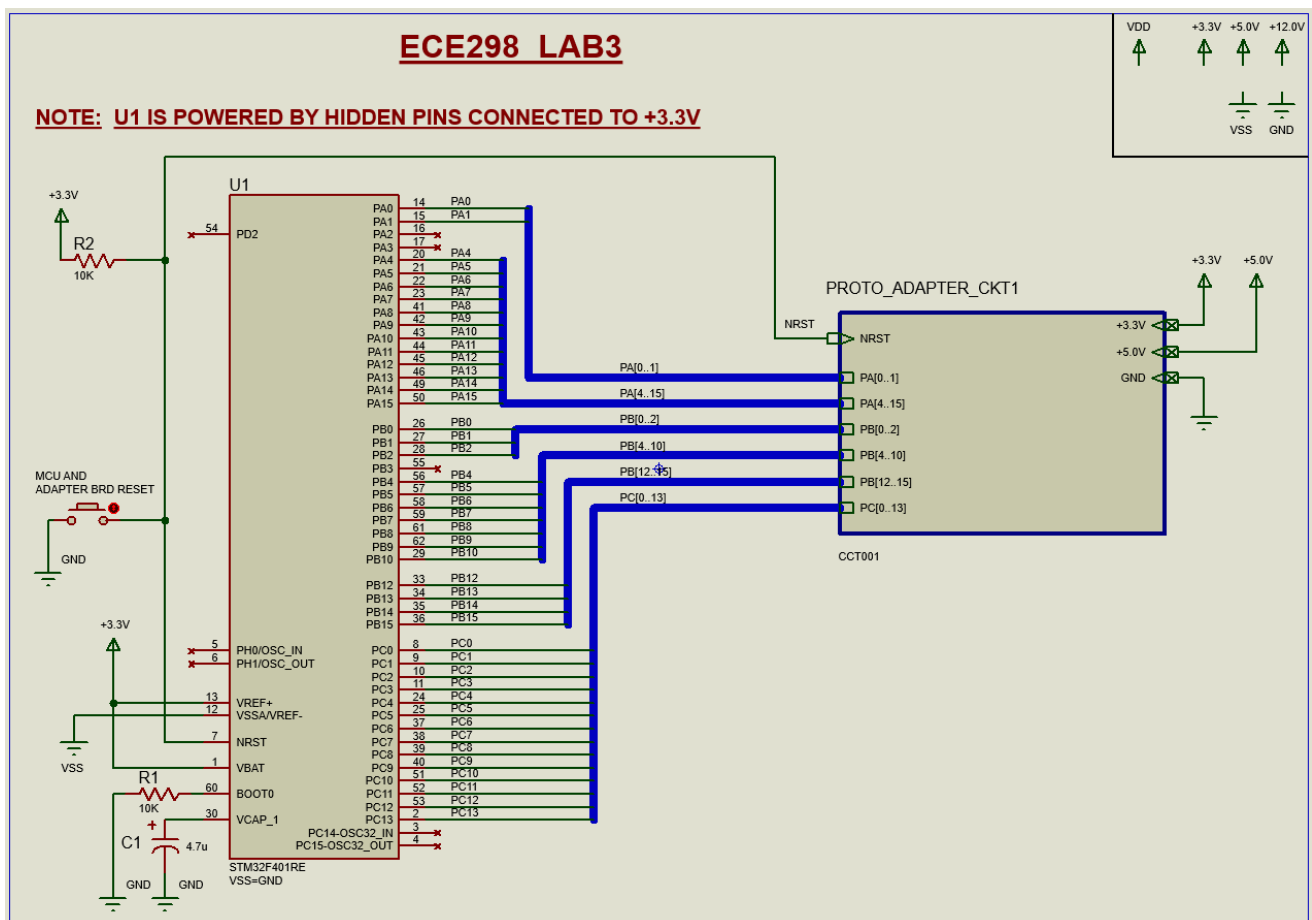 ECE298 LAB3
VDD
+3.3V
+5.0V
+12.0V
VSS
GND
NOTE: U1 IS POWERED BY HIDDEN PINS CONNECTED TO +3.3V
+3.3V
R2
10K
MCU AND
ADAPTER BRD RESET
GND
+3.3V
VSS
R1
10K
+
C1
4.7u
GND
GND
U1
54 PD2
5 PH0/OSC_IN
6 PH1/OSC_OUT
13 VREF+
12 VSSA/VREF-
7 NRST
1 VBAT
60 BOOT0
30 VCAP_1
PA0 14 PA0
PA1 15 PA1
PA2 16
PA3 17
PA4 20 PA4
PA5 21 PA5
PA6 22 PA6
PA7 23 PA7
PA8 41 PA8
PA9 42 PA9
PA10 43 PA10
PA11 44 PA11
PA12 45 PA12
PA13 46 PA13
PA14 49 PA14
PA15 50 PA15
PB0 26 PB0
PB1 27 PB1
PB2 28 PB2
PB3 55
PB4 56 PB4
PB5 57 PB5
PB6 58 PB6
PB7 59 PB7
PB8 61 PB8
PB9 62 PB9
PB10 29 PB10
PB12 33 PB12
PB13 34 PB13
PB14 35 PB14
PB15 36 PB15
PC0 8 PC0
PC1 9 PC1
PC2 10 PC2
PC3 11 PC3
PC4 24 PC4
PC5 25 PC5
PC6 37 PC6
PC7 38 PC7
PC8 39 PC8
PC9 40 PC9
PC10 51 PC10
PC11 52 PC11
PC12 53 PC12
PC13 2 PC13
PC14-OSC32_IN 3
PC15-OSC32_OUT 4
STM32F401RE
VSS=GND
PA[0..1]
PA[4..15]
PB[0..2]
PB[4..10]
PB[12..15]
PC[0..13]
PROTO_ADAPTER_CKT1
NRST
NRST
PA[0..1]
PA[4..15]
PB[0..2]
PB[4..10]
PB[12..15]
PC[0..13]
+3.3V
+5.0V
GND
+3.3V
+5.0V
CCT001